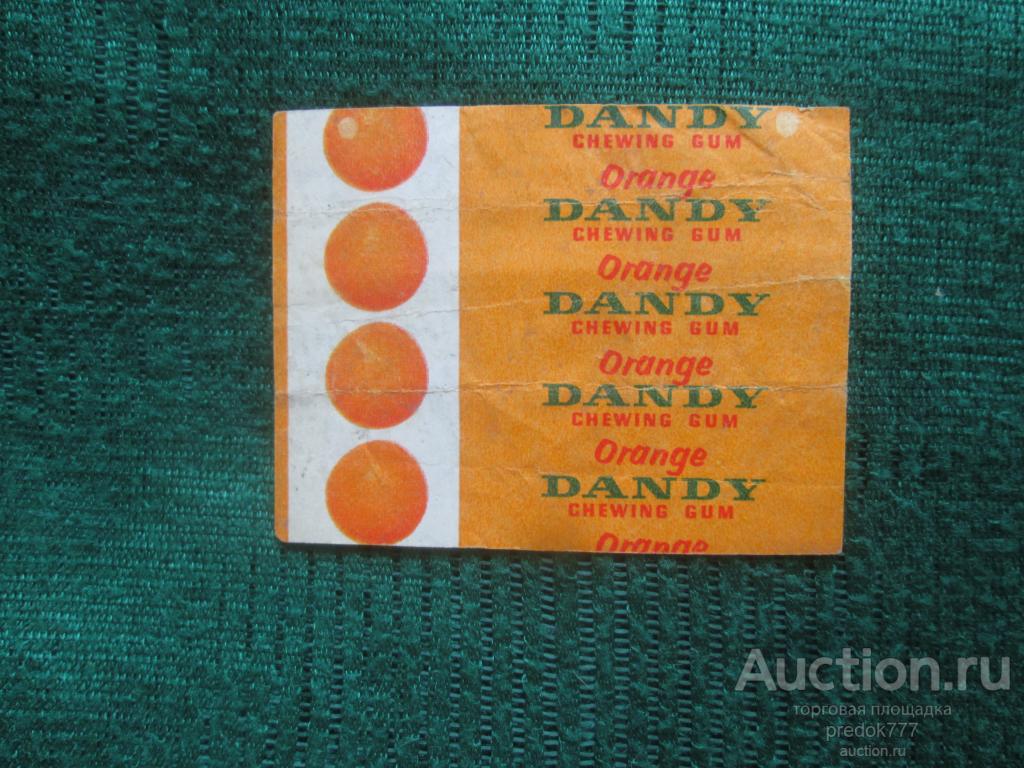 DANDY
CHEWING GUM
Orange
DANDY
CHEWING GUM
Orange
DANDY
CHEWING GUM
Orange
DANDY
CHEWING GUM
Orange
DANDY
CHEWING GUM
Orange
Auction.ru
торговая площадка
predok777
auction.ru